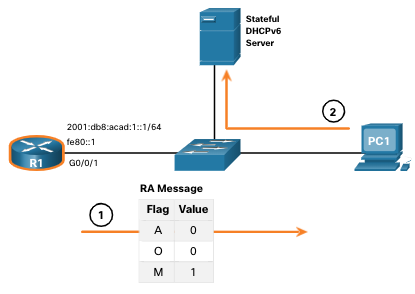 Stateful
DHCPv6
Server
2
2001:db8:acad:1::1/64
fe80::1
R1
G0/0/1
PC1
RA Message
1
Flag Value
A 0
O 0
M 1